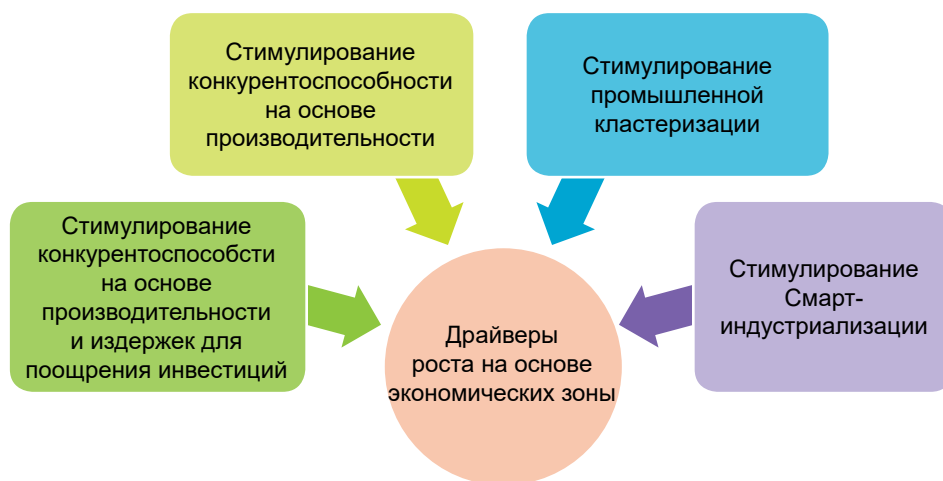 Стимулирование
конкурентоспособности
на основе
производительности
Стимулирование
промышленной
кластеризации
Стимулирование
конкурентоспособсти
на основе
производительности
и издержек для
поощрения инвестиций
Стимулирование
Смарт-
индустриализации
Драйверы
роста на основе
экономических зоны